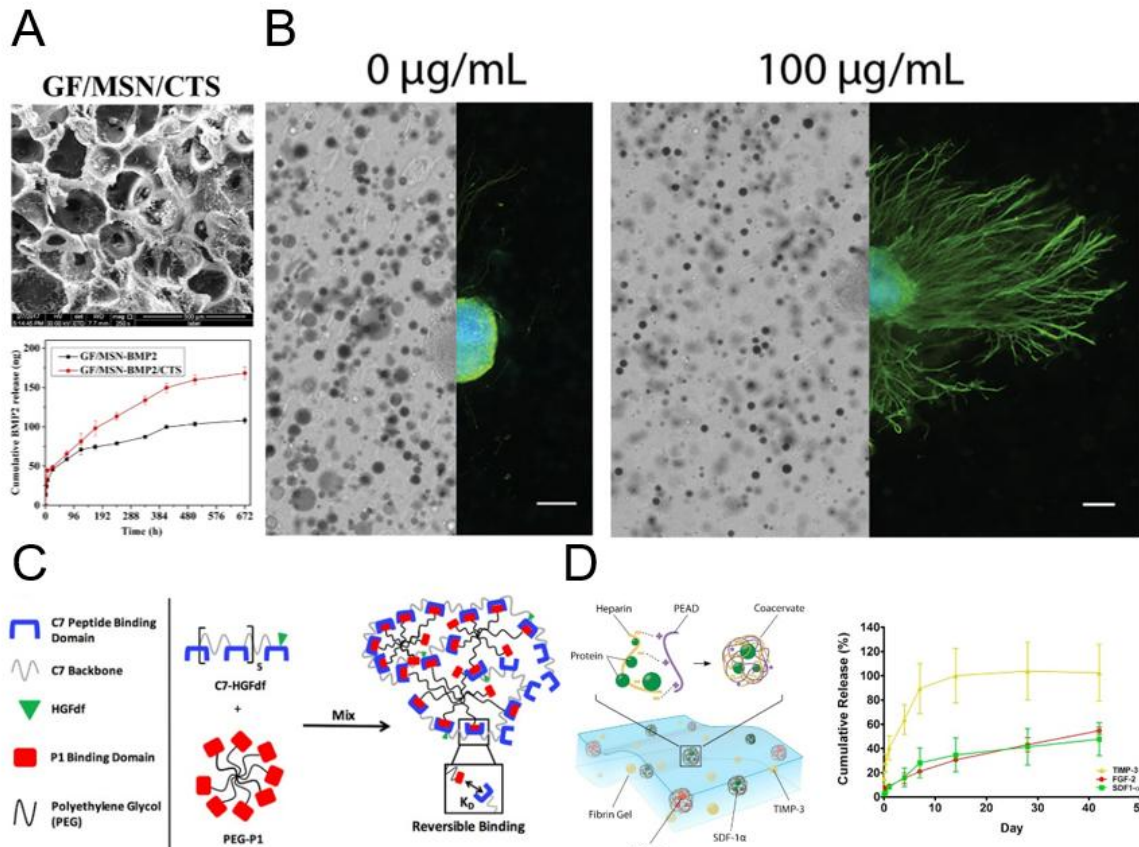 A
GF/MSN/CTS
200
150
100
50
0
Cumulative BMP2 release (ng)
GF/MSN-BMP2
GF/MSN-BMP2/CTS
0 96 192 288 384 480 576 672
Time (h)
B
0 µg/mL
100 µg/mL
C
C7 Peptide Binding
Domain
C7 Backbone
HGFdf
P1 Binding Domain
Polyethylene Glycol
(PEG)
5
C7-HGFdf
+
PEG-P1
Mix
K_D
Reversible Binding
D
Heparin
PEAD
Coacervate
Protein
Fibrin Gel
SDF-1α
TIMP-3
Cumulative Release (%)
140
120
100
80
60
40
20
0
0 10 20 30 40
Day
TIMP-3
FGF-2